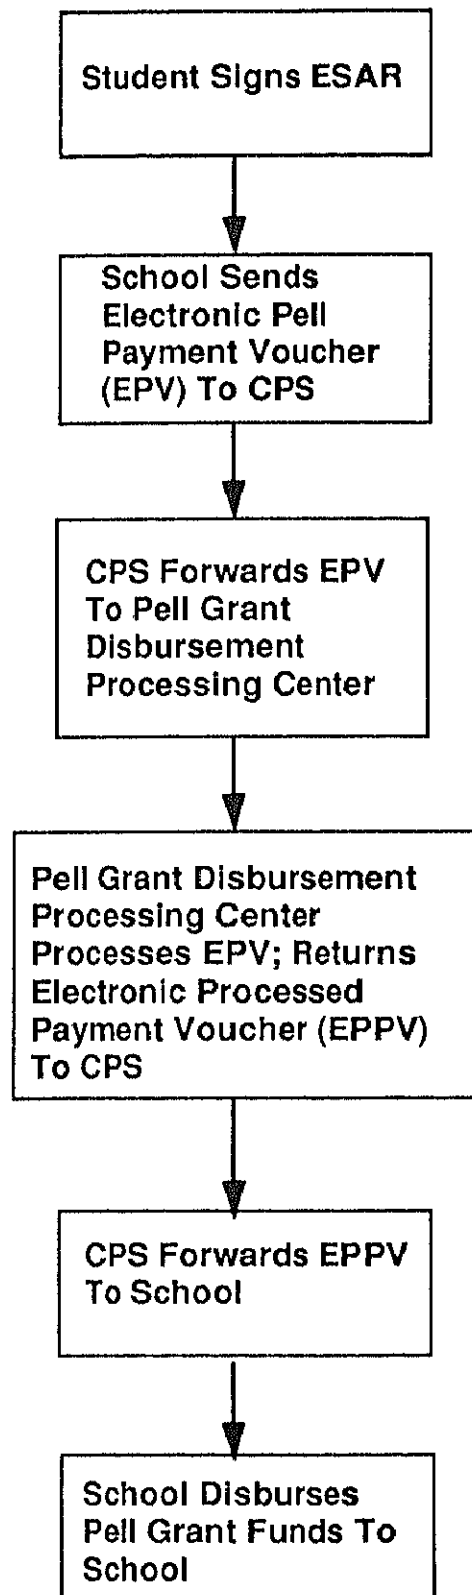 Student Signs ESAR
School Sends
Electronic Pell
Payment Voucher
(EPV) To CPS
CPS Forwards EPV
To Pell Grant
Disbursement
Processing Center
Pell Grant Disbursement
Processing Center
Processes EPV; Returns
Electronic Processed
Payment Voucher (EPPV)
To CPS
CPS Forwards EPPV
To School
School Disburses
Pell Grant Funds To
School